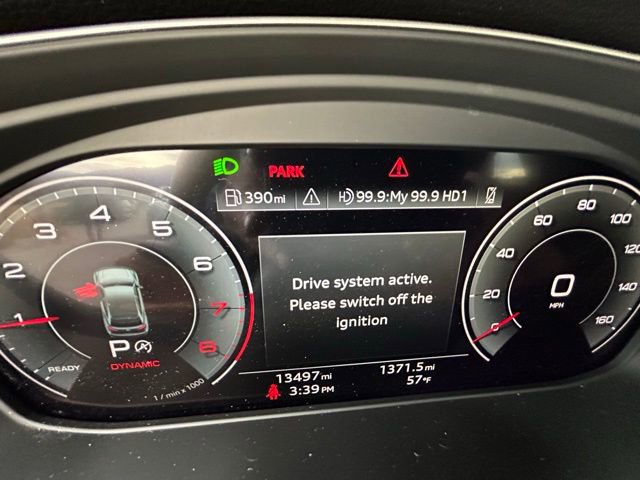 PARK
390mi
99.9:My 99.9 HD1
1 2 3 4 5 6 7 8
READY
P
DYNAMIC
1 / min x 1000
Drive system active.
Please switch off the
ignition
13497mi
1371.5mi
3:39 PM
57°F
0 20 40 60 80 100 120 140 160
0
MPH